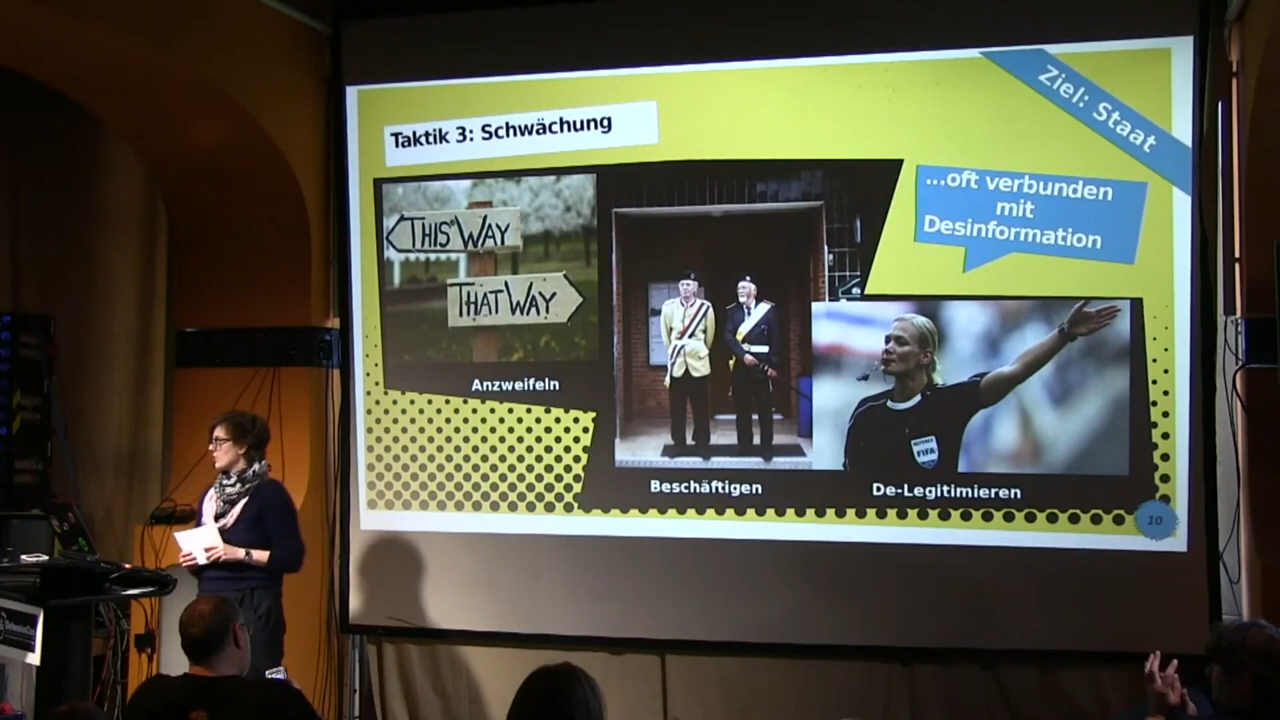 Ziel: Staat
Taktik 3: Schwächung
...oft verbunden
mit
Desinformation
THIS WAY
THAT WAY
Anzweifeln
REFEREE
FIFA
Beschäftigen
De-Legitimieren
10